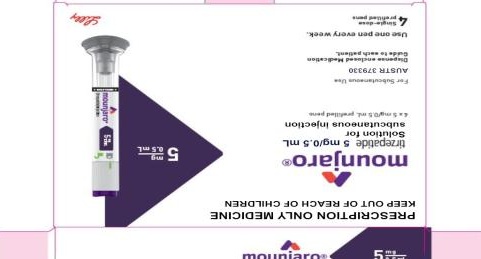 PRESCRIPTION ONLY MEDICINE
KEEP OUT OF REACH OF CHILDREN
mounjaro®
tirzepatide 5 mg/0.5 mL
Solution for
subcutaneous injection
4 x 5 mg/0.5 mL prefilled pens
For Subcutaneous Use
AUSTR 379330
Dispense enclosed Medication
Guide to each patient.
Use one every pen week.
4 Single-dose
prefilled pens
5 mg
0.5 mL
mounjaro
5 mg
Lilly
mounjaro®
5 mg